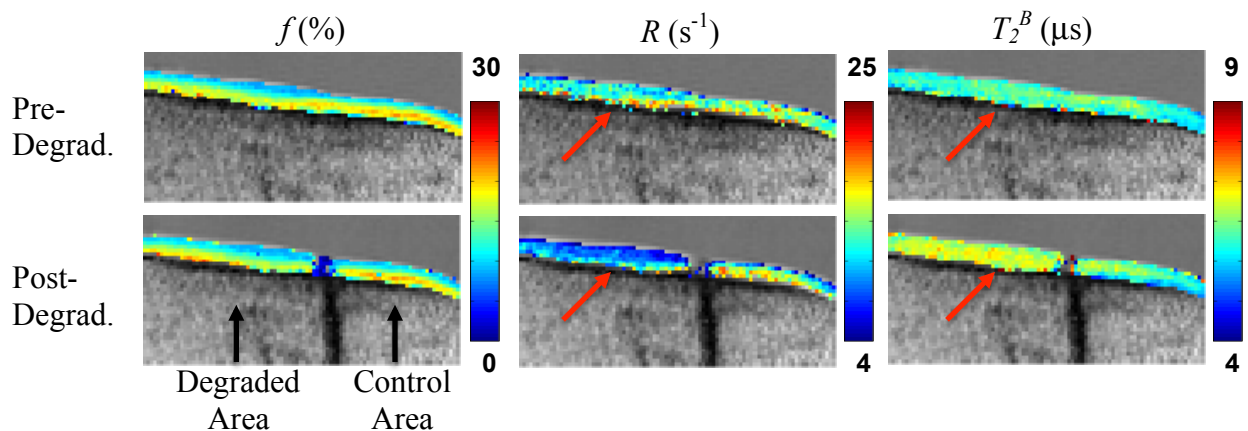 f (%)
R (s⁻¹)
T₂ᴮ (μs)
Pre-
Degrad.
30
25
9
Post-
Degrad.
0
4
4
Degraded
Area
Control
Area